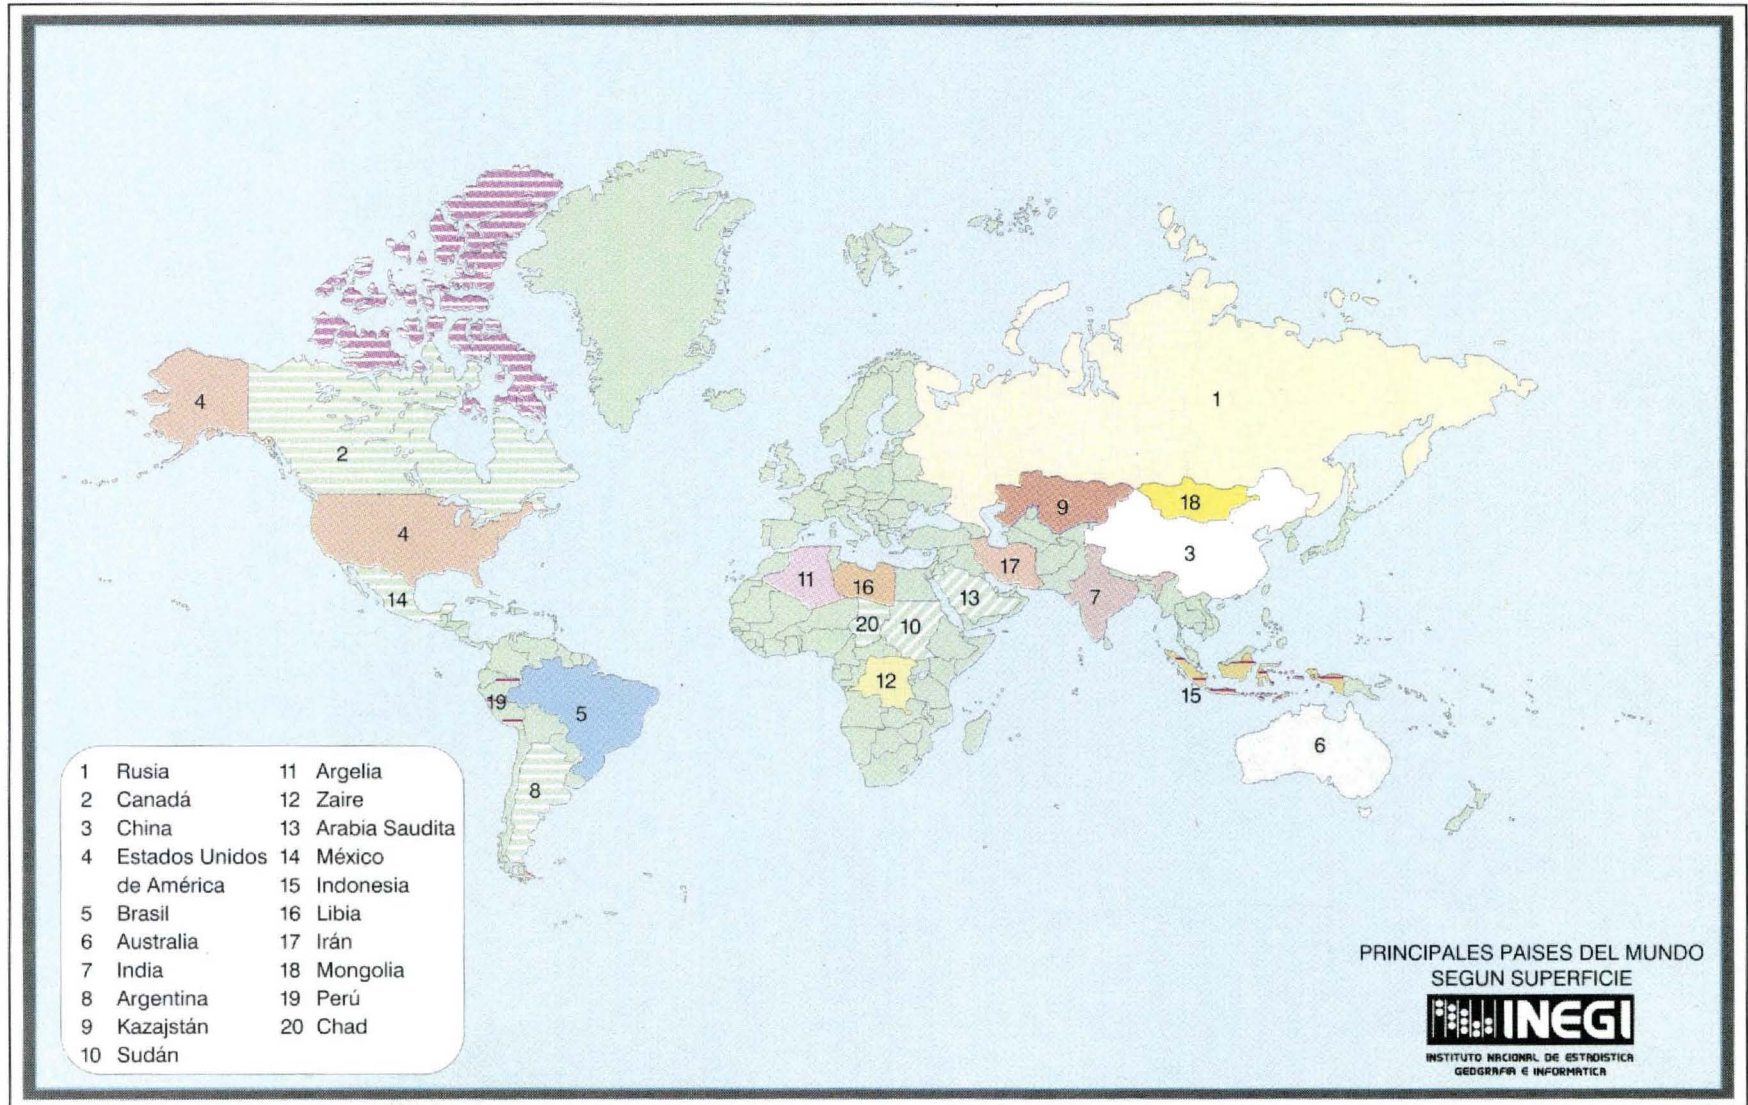 4
2
4
14
19
5
8
1
9
18
3
11
16
17
13
7
20
10
12
15
6
1 Rusia
2 Canadá
3 China
4 Estados Unidos
de América
5 Brasil
6 Australia
7 India
8 Argentina
9 Kazajstán
10 Sudán
11 Argelia
12 Zaire
13 Arabia Saudita
14 México
15 Indonesia
16 Libia
17 Irán
18 Mongolia
19 Perú
20 Chad
PRINCIPALES PAISES DEL MUNDO
SEGUN SUPERFICIE
INEGI
INSTITUTO NACIONAL DE ESTADISTICA
GEOGRAFIA E INFORMATICA